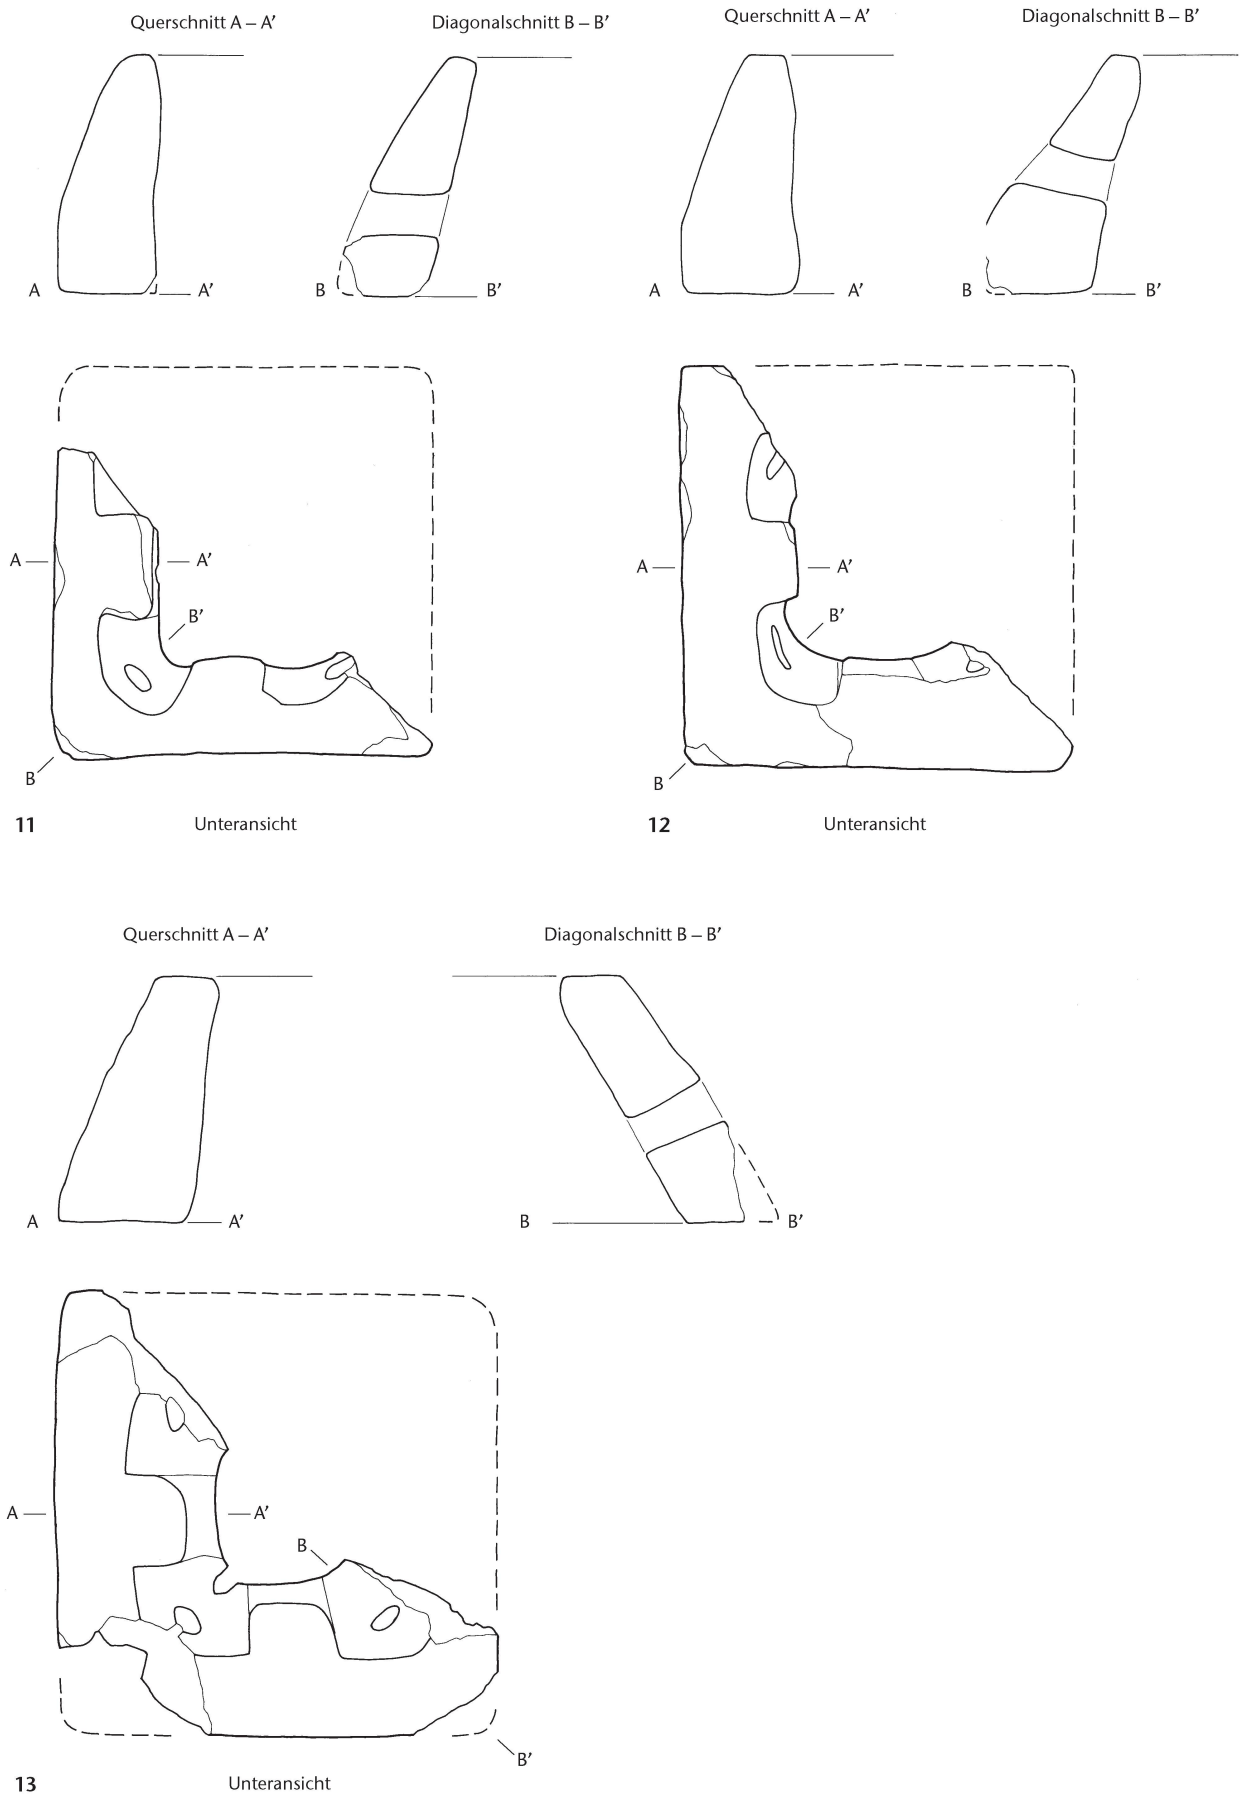 Querschnitt A – A’
Diagonalschnitt B – B’
Querschnitt A – A’
Diagonalschnitt B – B’
A
A’
B
B’
A
A’
B
B’
A
A’
B’
B
A
A’
B’
B
11
Unteransicht
12
Unteransicht
Querschnitt A – A’
Diagonalschnitt B – B’
A
A’
B
B’
A
A’
B
B’
13
Unteransicht